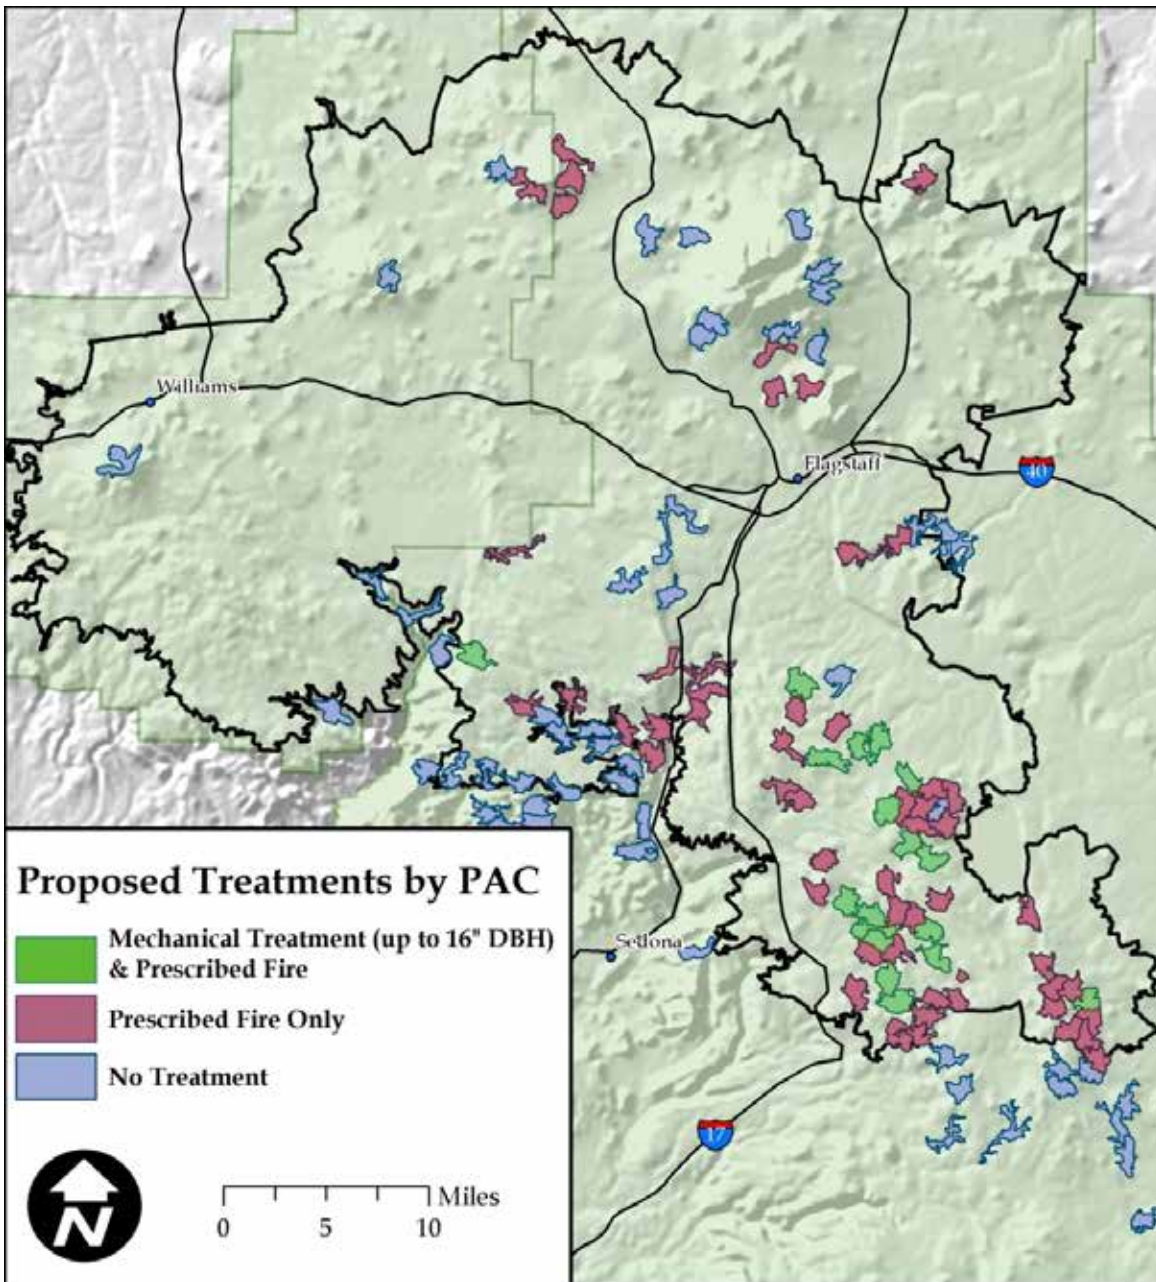 Williams
Flagstaff
40
Sedona
Proposed Treatments by PAC
Mechanical Treatment (up to 16" DBH)
& Prescribed Fire
Prescribed Fire Only
No Treatment
17
N
Miles
0 5 10